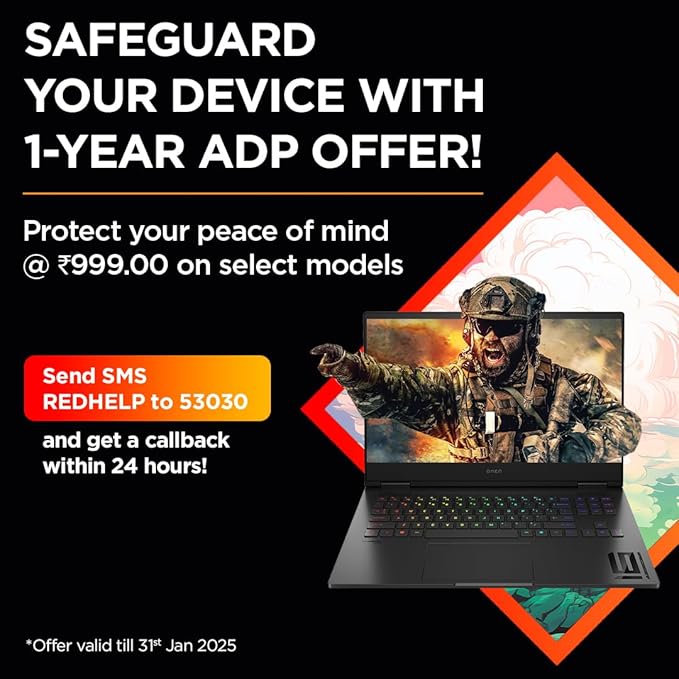 SAFEGUARD
YOUR DEVICE WITH
1-YEAR ADP OFFER!
Protect your peace of mind
@ ₹999.00 on select models
Send SMS
REDHELP to 53030
and get a callback
within 24 hours!
OMEN
*Offer valid till 31st Jan 2025